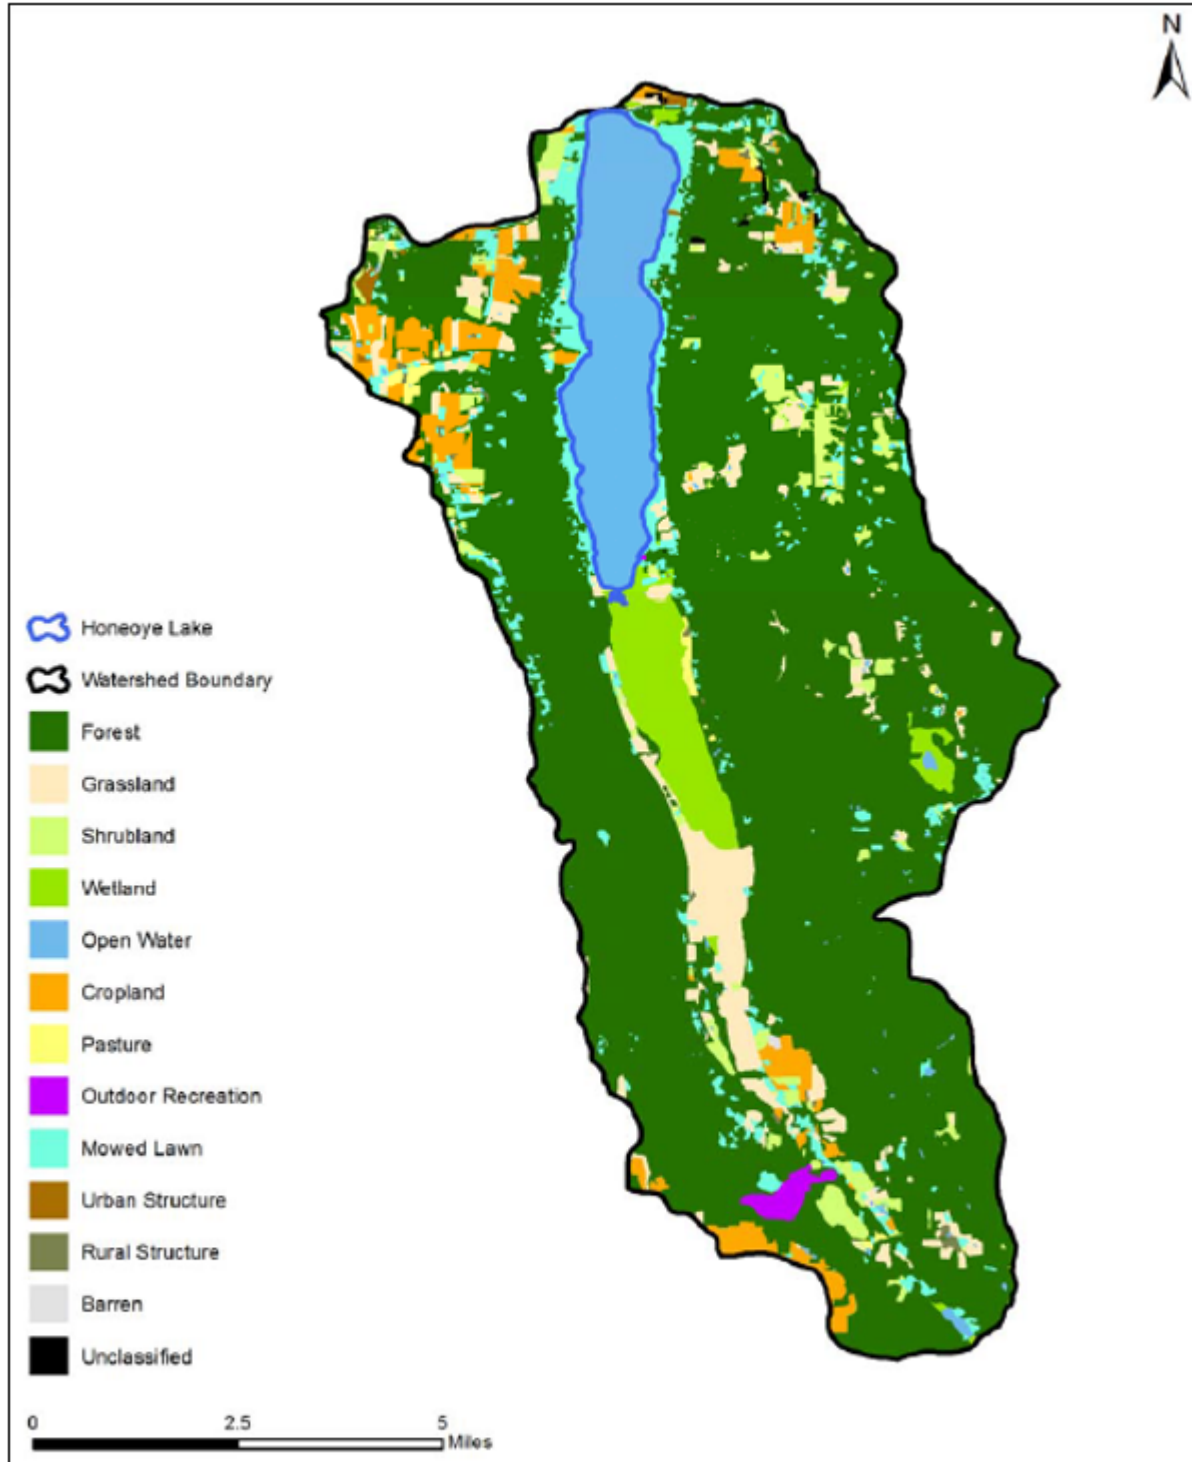 N
Honeoye Lake
Watershed Boundary
Forest
Grassland
Shrubland
Wetland
Open Water
Cropland
Pasture
Outdoor Recreation
Mowed Lawn
Urban Structure
Rural Structure
Barren
Unclassified
0 2.5 5
Miles